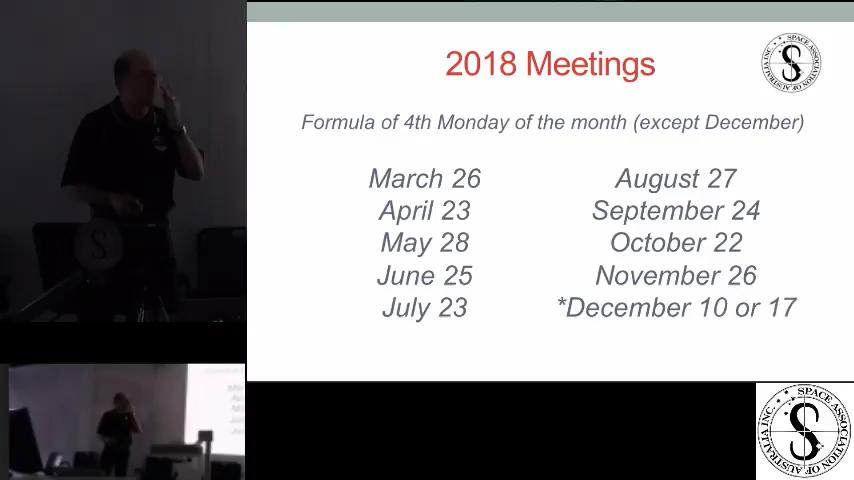 2018 Meetings
SPACE ASSOCIATION OF AUSTRALIA INC.
Formula of 4th Monday of the month (except December)
March 26
April 23
May 28
June 25
July 23
August 27
September 24
October 22
November 26
*December 10 or 17
SPACE ASSOCIATION OF AUSTRALIA INC.